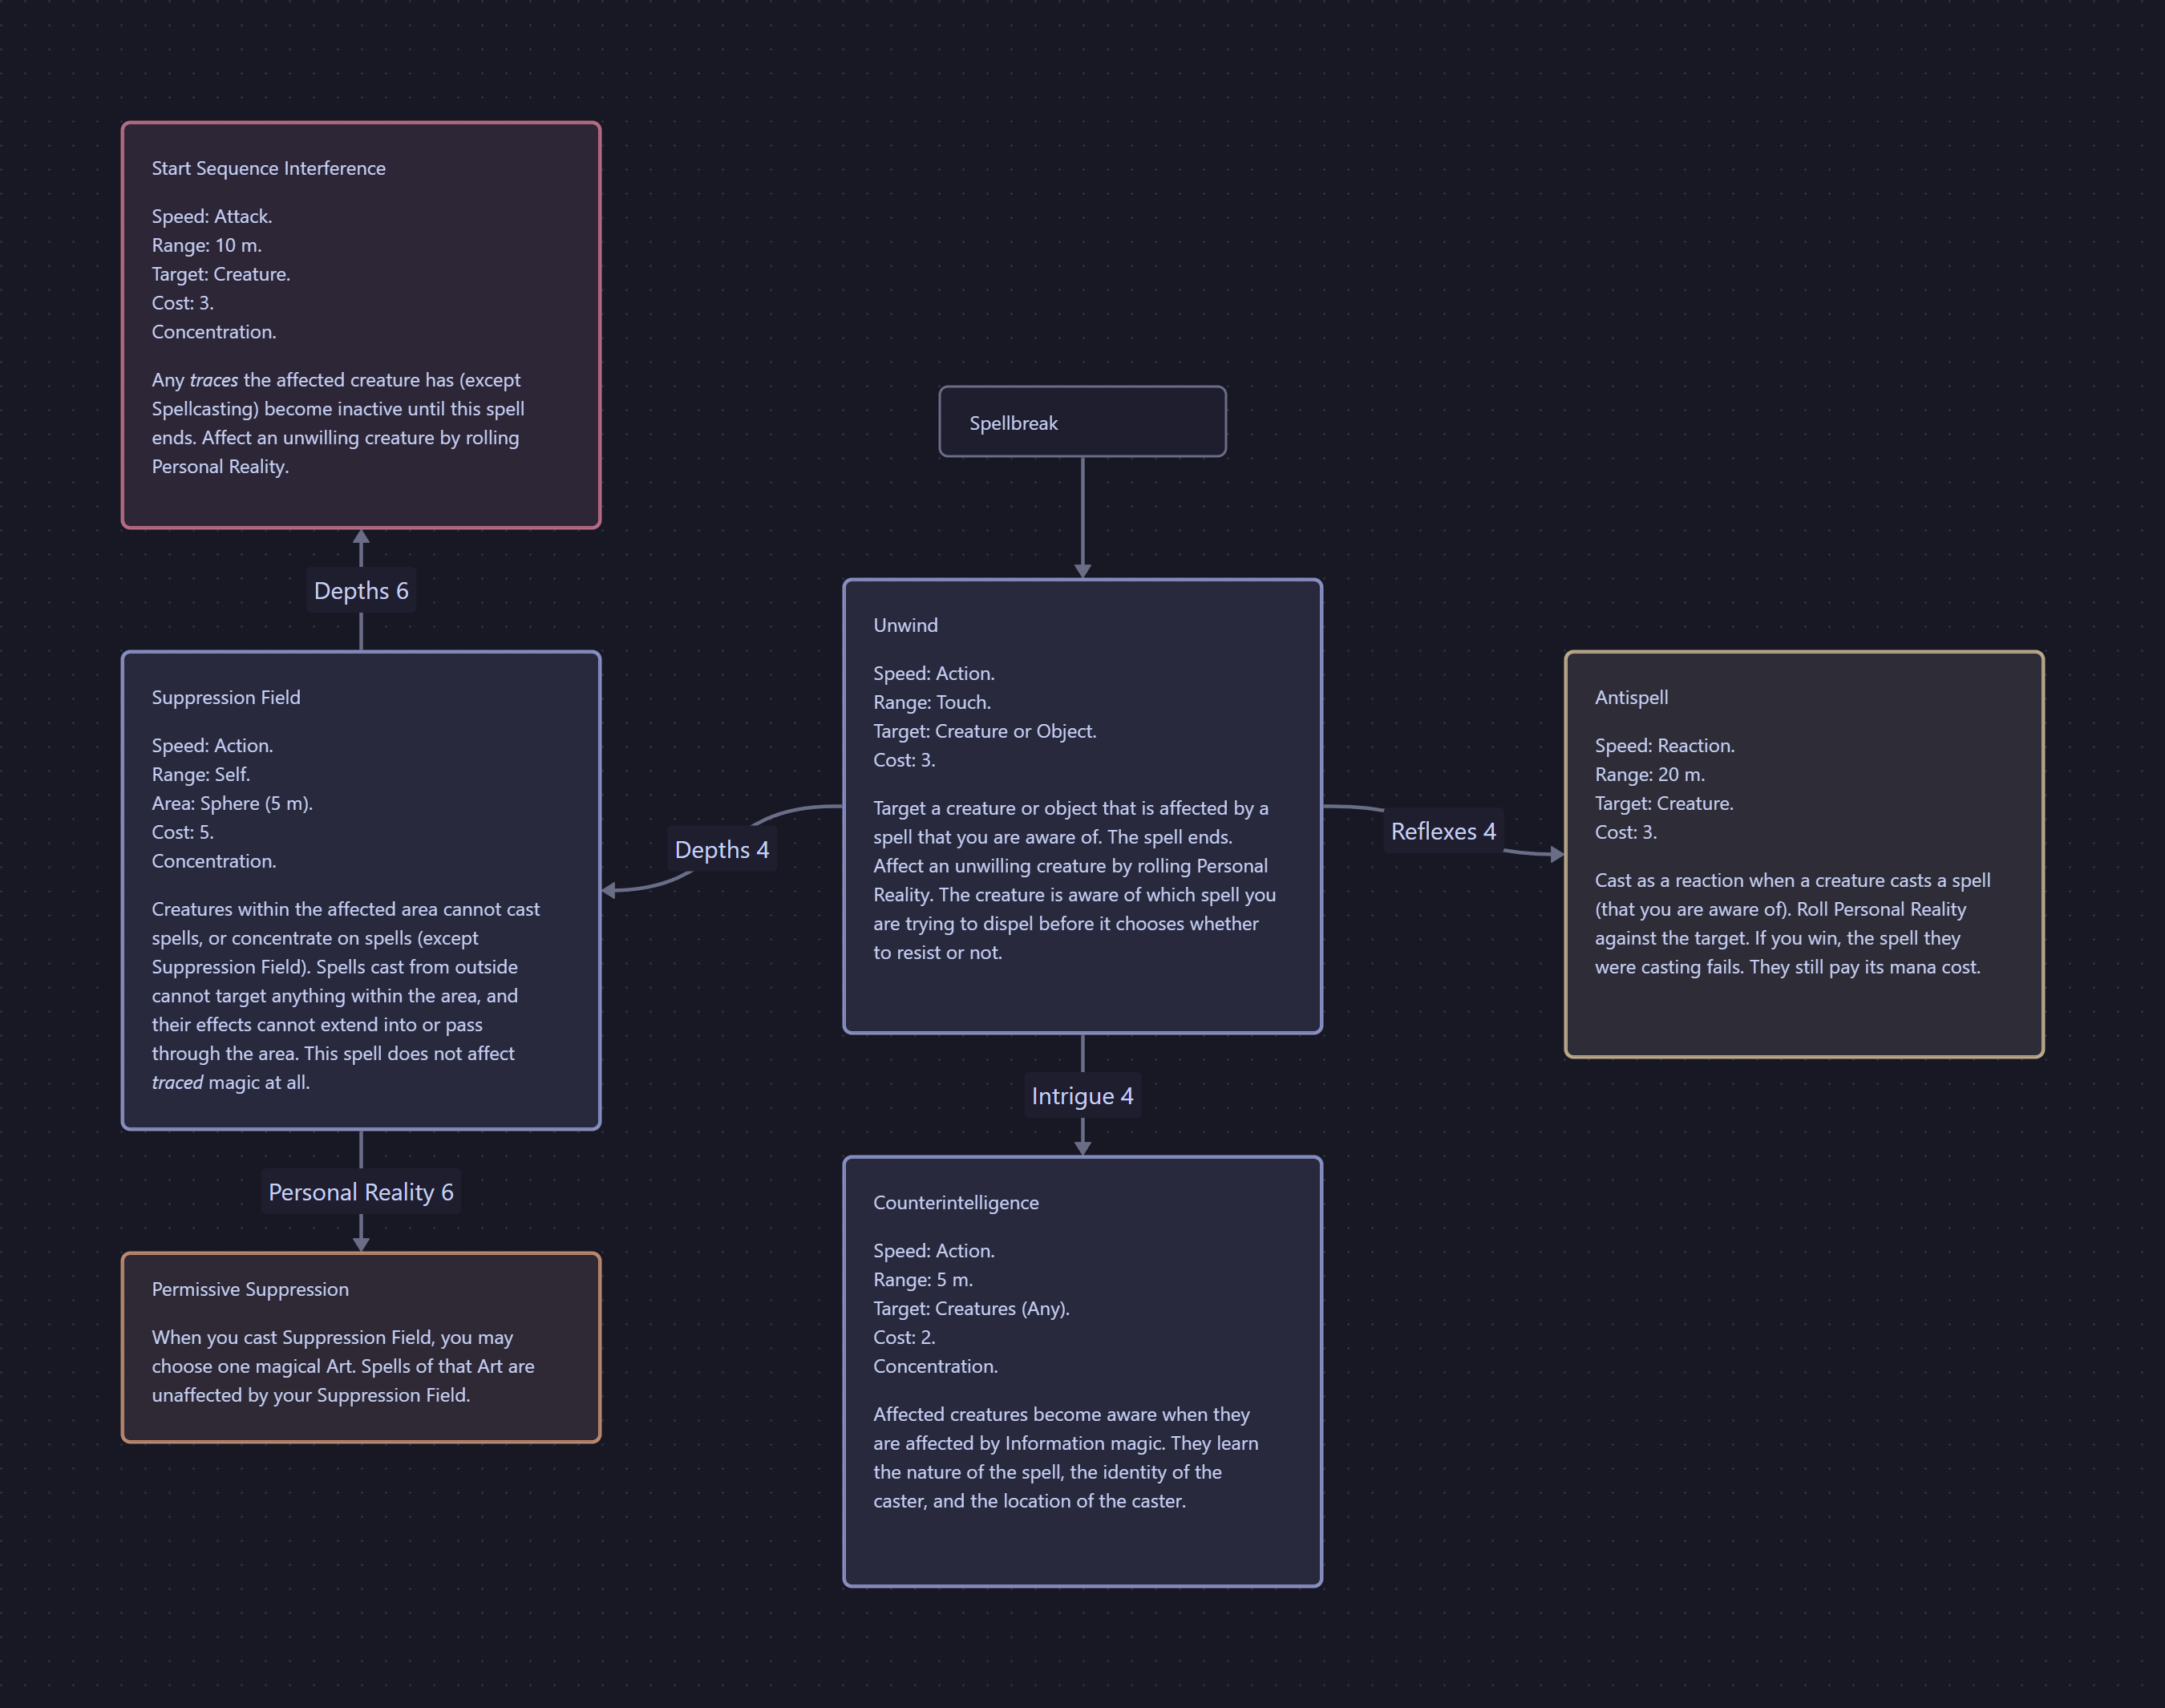 Start Sequence Interference
Speed: Attack.
Range: 10 m.
Target: Creature.
Cost: 3.
Concentration.
Any traces the affected creature has (except
Spellcasting) become inactive until this spell
ends. Affect an unwilling creature by rolling
Personal Reality.
Depths 6
Suppression Field
Speed: Action.
Range: Self.
Area: Sphere (5 m).
Cost: 5.
Concentration.
Creatures within the affected area cannot cast
spells, or concentrate on spells (except
Suppression Field). Spells cast from outside
cannot target anything within the area, and
their effects cannot extend into or pass
through the area. This spell does not affect
traced magic at all.
Personal Reality 6
Permissive Suppression
When you cast Suppression Field, you may
choose one magical Art. Spells of that Art are
unaffected by your Suppression Field.
Depths 4
Spellbreak
Unwind
Speed: Action.
Range: Touch.
Target: Creature or Object.
Cost: 3.
Target a creature or object that is affected by a
spell that you are aware of. The spell ends.
Affect an unwilling creature by rolling Personal
Reality. The creature is aware of which spell you
are trying to dispel before it chooses whether
to resist or not.
Intrigue 4
Counterintelligence
Speed: Action.
Range: 5 m.
Target: Creatures (Any).
Cost: 2.
Concentration.
Affected creatures become aware when they
are affected by Information magic. They learn
the nature of the spell, the identity of the
caster, and the location of the caster.
Reflexes 4
Antispell
Speed: Reaction.
Range: 20 m.
Target: Creature.
Cost: 3.
Cast as a reaction when a creature casts a spell
(that you are aware of). Roll Personal Reality
against the target. If you win, the spell they
were casting fails. They still pay its mana cost.